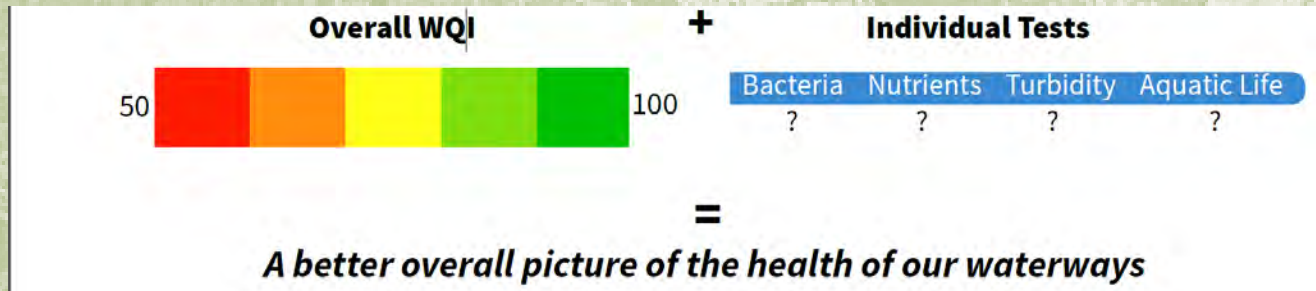 Overall WQI + Individual Tests
50 100
Bacteria Nutrients Turbidity Aquatic Life
? ? ? ?
=
A better overall picture of the health of our waterways